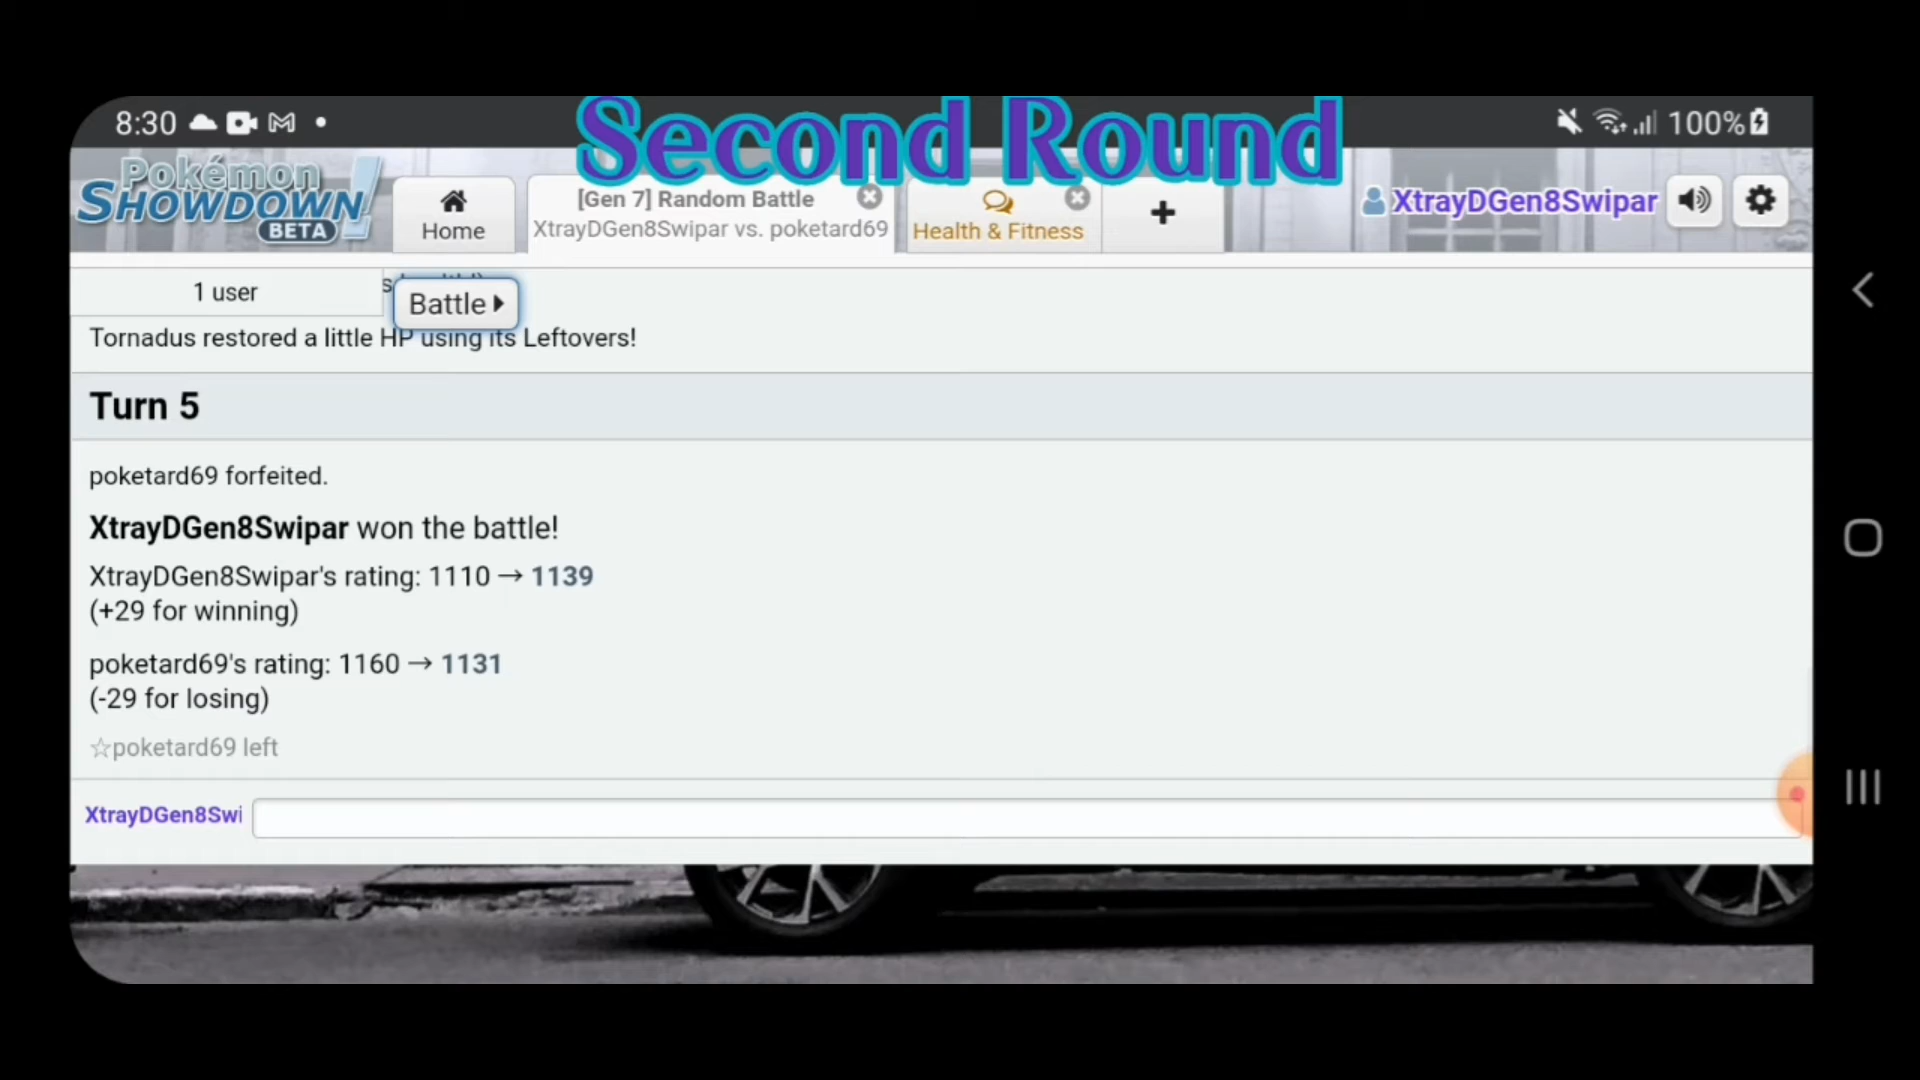 8:30
100%
Second Round
Pokémon
SHOWDOWN!
BETA
Home
[Gen 7] Random Battle
XtrayDGen8Swipar vs. poketard69
Health & Fitness
+
XtrayDGen8Swipar
1 user
Battle
Tornadus restored a little HP using its Leftovers!
Turn 5
poketard69 forfeited.
XtrayDGen8Swipar won the battle!
XtrayDGen8Swipar's rating: 1110 → 1139
(+29 for winning)
poketard69's rating: 1160 → 1131
(-29 for losing)
☆poketard69 left
XtrayDGen8Swi